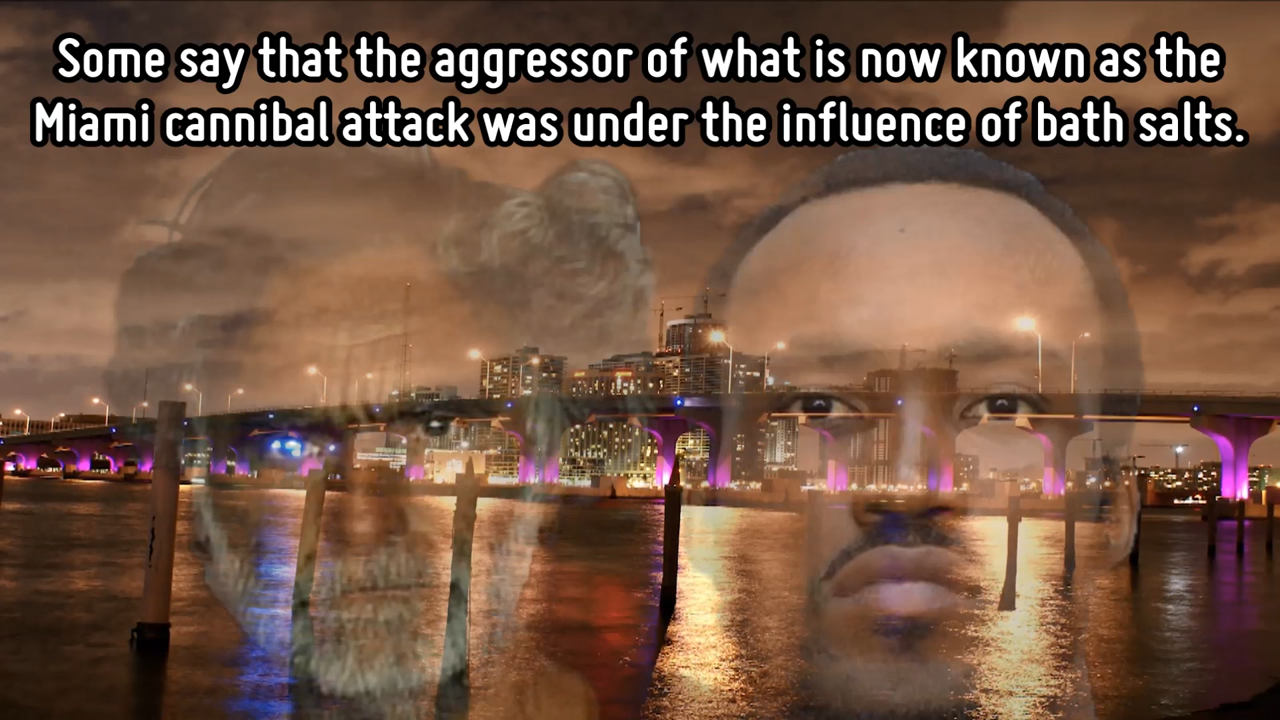 Some say that the aggressor of what is now known as the
Miami cannibal attack was under the influence of bath salts.